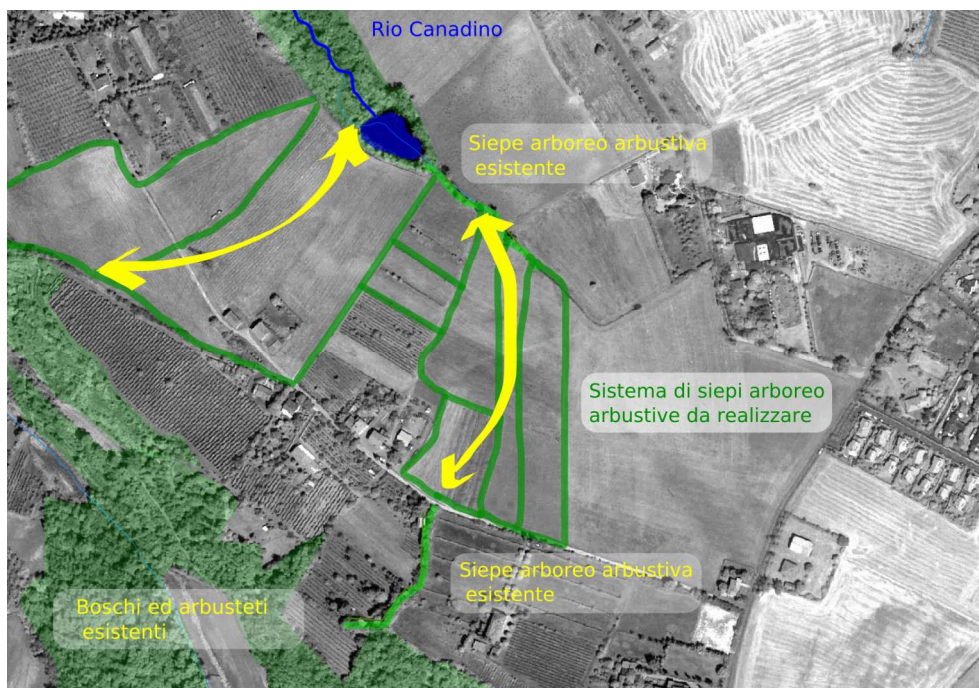 Rio Canadino
Siepe arboreo arbustiva
esistente
Sistema di siepi arboreo
arbustive da realizzare
Siepe arboreo arbustiva
esistente
Boschi ed arbusteti
esistenti